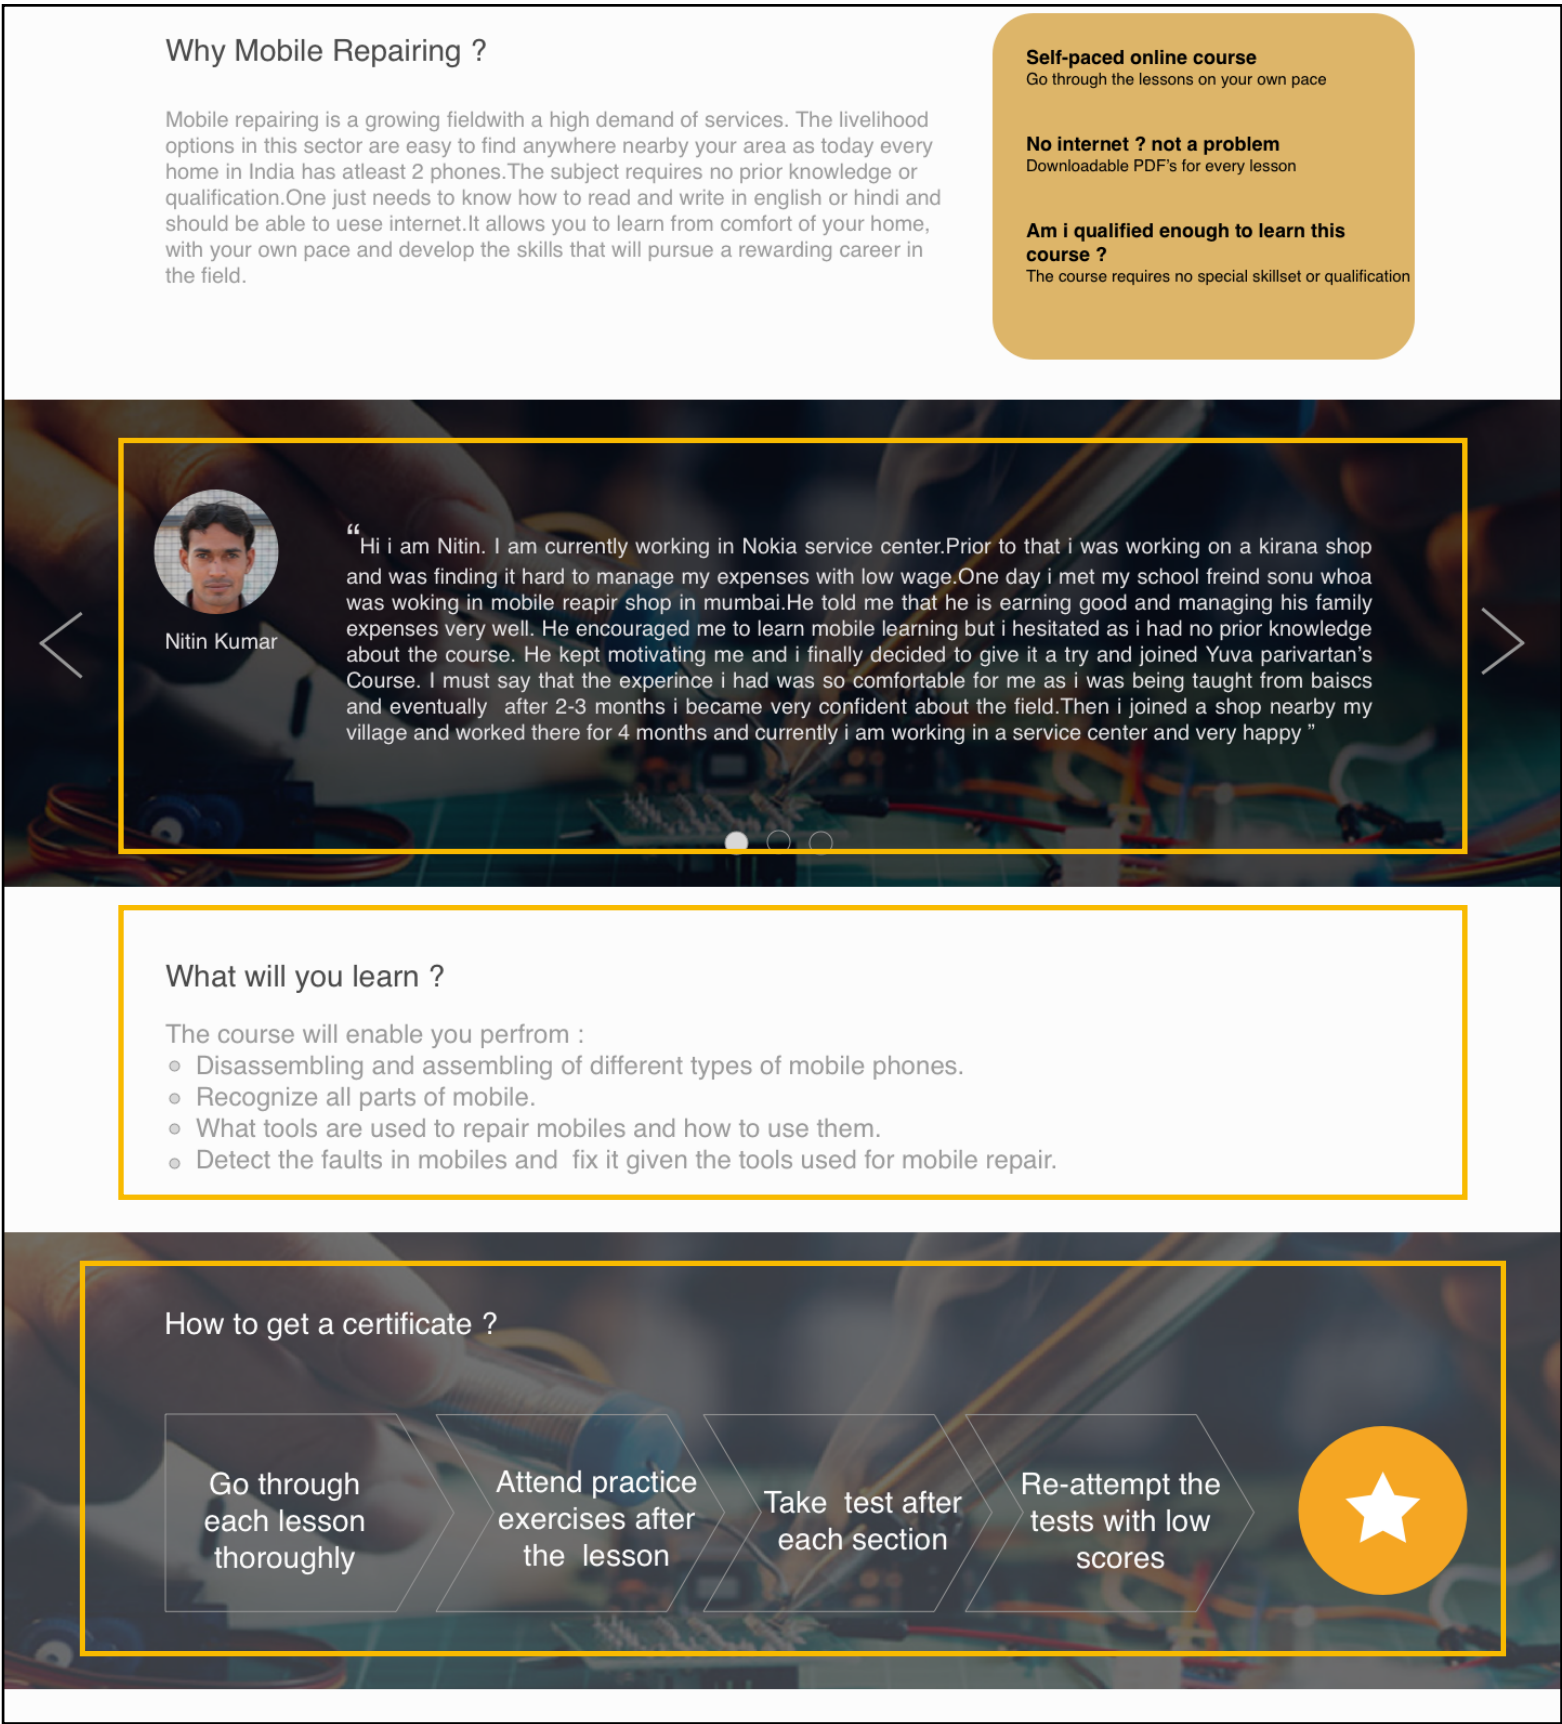 Why Mobile Repairing ?
Mobile repairing is a growing fieldwith a high demand of services. The livelihood
options in this sector are easy to find anywhere nearby your area as today every
home in India has atleast 2 phones.The subject requires no prior knowledge or
qualification.One just needs to know how to read and write in english or hindi and
should be able to uese internet.It allows you to learn from comfort of your home,
with your own pace and develop the skills that will pursue a rewarding career in
the field.
Self-paced online course
Go through the lessons on your own pace
No internet ? not a problem
Downloadable PDF's for every lesson
Am i qualified enough to learn this
course ?
The course requires no special skillset or qualification
Nitin Kumar
“Hi i am Nitin. I am currently working in Nokia service center.Prior to that i was working on a kirana shop
and was finding it hard to manage my expenses with low wage.One day i met my school freind sonu whoa
was woking in mobile reapir shop in mumbai.He told me that he is earning good and managing his family
expenses very well. He encouraged me to learn mobile learning but i hesitated as i had no prior knowledge
about the course. He kept motivating me and i finally decided to give it a try and joined Yuva parivartan’s
Course. I must say that the experince i had was so comfortable for me as i was being taught from baiscs
and eventually  after 2-3 months i became very confident about the field.Then i joined a shop nearby my
village and worked there for 4 months and currently i am working in a service center and very happy ”
What will you learn ?
The course will enable you perfrom :
Disassembling and assembling of different types of mobile phones.
Recognize all parts of mobile.
What tools are used to repair mobiles and how to use them.
Detect the faults in mobiles and  fix it given the tools used for mobile repair.
How to get a certificate ?
Go through
each lesson
thoroughly
Attend practice
exercises after
the  lesson
Take  test after
each section
Re-attempt the
tests with low
scores